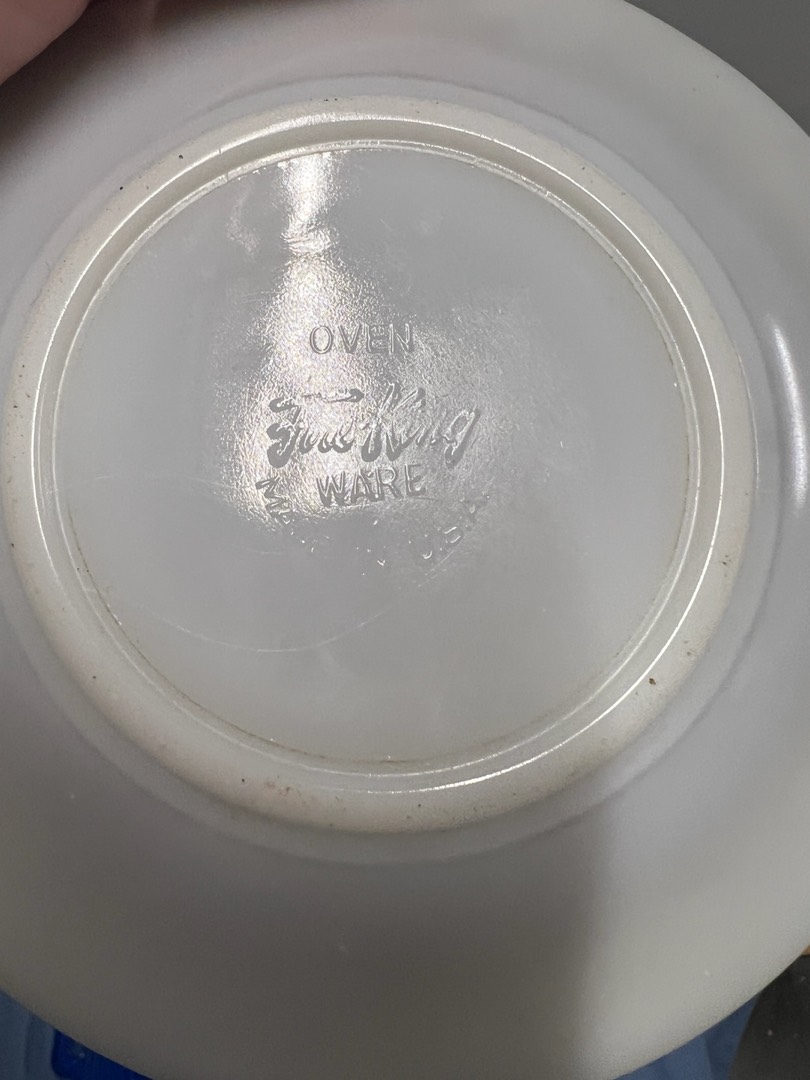 OVEN
Fire-King
WARE
U.S.A.